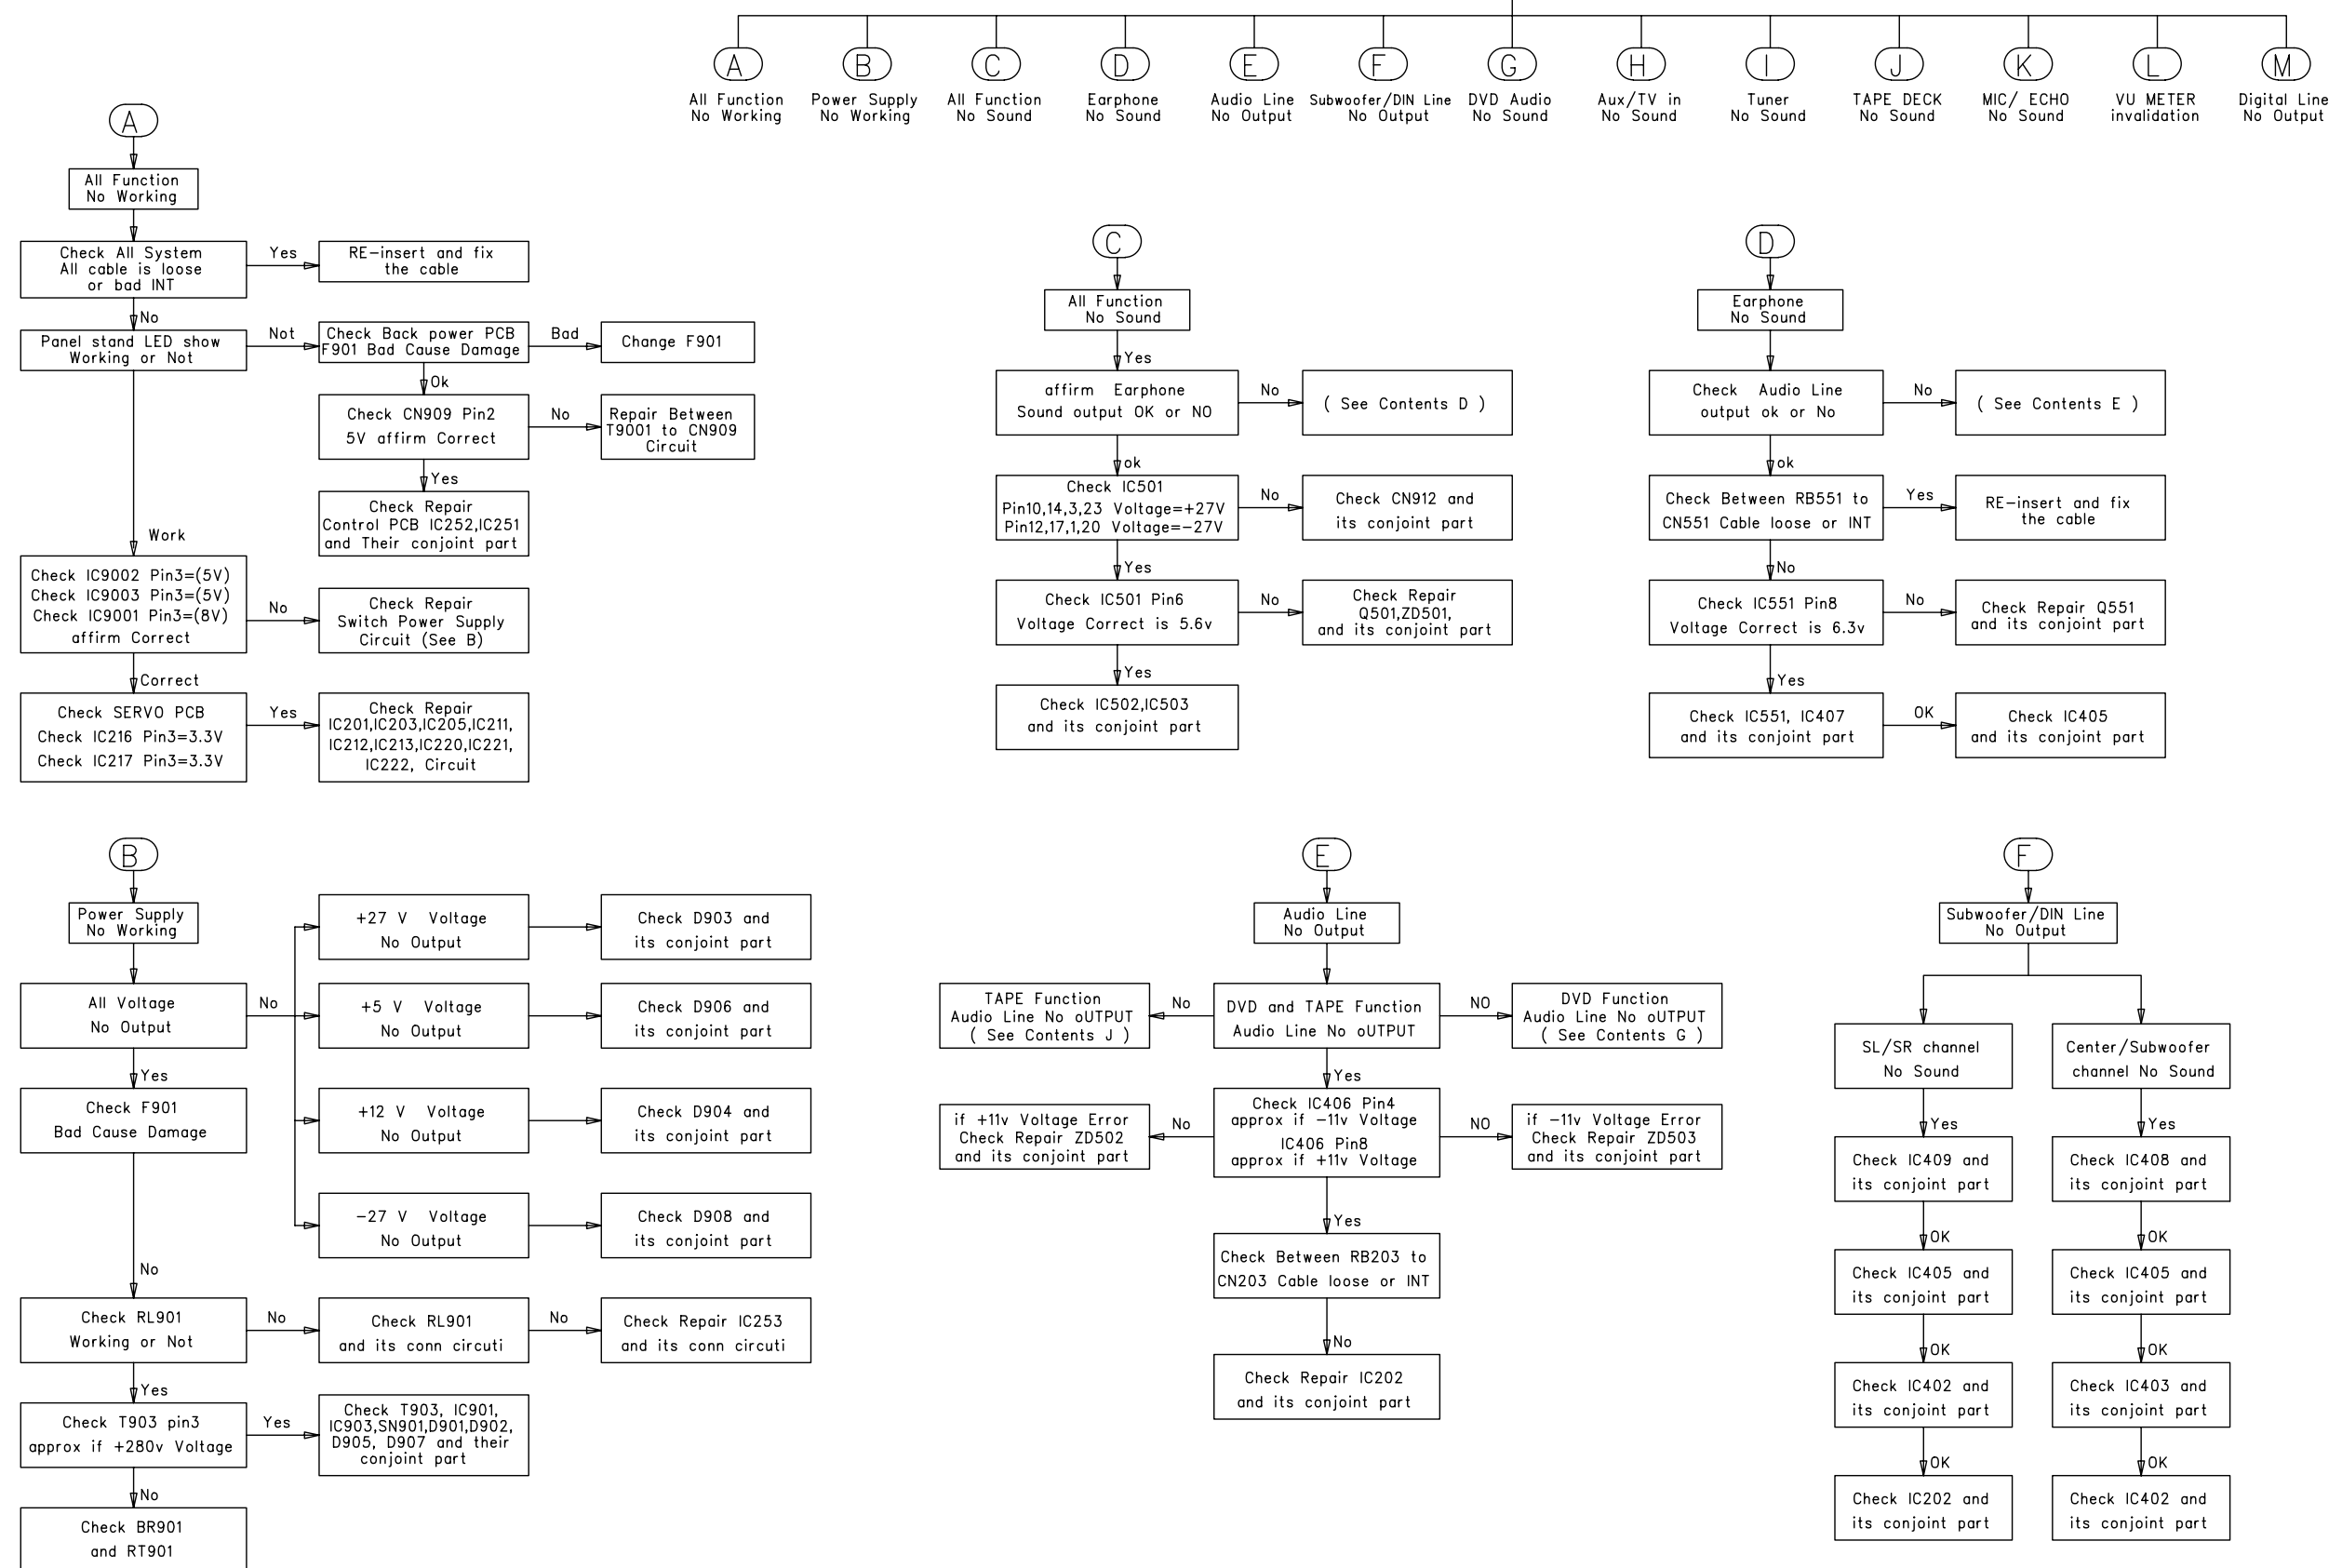 A
B
C
D
E
F
G
H
I
J
K
L
M
All Function
No Working
Power Supply
No Working
All Function
No Sound
Earphone
No Sound
Audio Line
No Output
Subwoofer/DIN Line
No Output
DVD Audio
No Sound
Aux/TV in
No Sound
Tuner
No Sound
TAPE DECK
No Sound
MIC/ ECHO
No Sound
VU METER
invalidation
Digital Line
No Output
A
All Function
No Working
Check All System
All cable is loose
or bad INT
Yes
RE-insert and fix
the cable
No
Panel stand LED show
Working or Not
Not
Check Back power PCB
F901 Bad Cause Damage
Bad
Change F901
Ok
Check CN909 Pin2
5V affirm Correct
No
Repair Between
T9001 to CN909
Circuit
Yes
Check Repair
Control PCB IC252,IC251
and Their conjoint part
Work
Check IC9002 Pin3=(5V)
Check IC9003 Pin3=(5V)
Check IC9001 Pin3=(8V)
affirm Correct
No
Check Repair
Switch Power Supply
Circuit (See B)
Correct
Check SERVO PCB
Check IC216 Pin3=3.3V
Check IC217 Pin3=3.3V
Yes
Check Repair
IC201,IC203,IC205,IC211,
IC212,IC213,IC220,IC221,
IC222, Circuit
C
All Function
No Sound
Yes
affirm Earphone
Sound output OK or NO
No
( See Contents D )
ok
Check IC501
Pin10,14,3,23 Voltage=+27V
Pin12,17,1,20 Voltage=-27V
No
Check CN912 and
its conjoint part
Yes
Check IC501 Pin6
Voltage Correct is 5.6v
No
Check Repair
Q501,ZD501,
and its conjoint part
Yes
Check IC502,IC503
and its conjoint part
D
Earphone
No Sound
Check Audio Line
output ok or No
No
( See Contents E )
ok
Check Between RB551 to
CN551 Cable loose or INT
Yes
RE-insert and fix
the cable
No
Check IC551 Pin8
Voltage Correct is 6.3v
No
Check Repair Q551
and its conjoint part
Yes
Check IC551, IC407
and its conjoint part
OK
Check IC405
and its conjoint part
B
Power Supply
No Working
All Voltage
No Output
No
+27 V Voltage
No Output
Check D903 and
its conjoint part
+5 V Voltage
No Output
Check D906 and
its conjoint part
+12 V Voltage
No Output
Check D904 and
its conjoint part
-27 V Voltage
No Output
Check D908 and
its conjoint part
Yes
Check F901
Bad Cause Damage
No
Check RL901
Working or Not
No
Check RL901
and its conn circuti
No
Check Repair IC253
and its conn circuti
Yes
Check T903 pin3
approx if +280v Voltage
Yes
Check T903, IC901,
IC903,SN901,D901,D902,
D905, D907 and their
conjoint part
No
Check BR901
and RT901
E
Audio Line
No Output
TAPE Function
Audio Line No oUTPUT
( See Contents J )
No
DVD and TAPE Function
Audio Line No oUTPUT
NO
DVD Function
Audio Line No oUTPUT
( See Contents G )
Yes
if +11v Voltage Error
Check Repair ZD502
and its conjoint part
No
Check IC406 Pin4
approx if -11v Voltage
IC406 Pin8
approx if +11v Voltage
NO
if -11v Voltage Error
Check Repair ZD503
and its conjoint part
Yes
Check Between RB203 to
CN203 Cable loose or INT
No
Check Repair IC202
and its conjoint part
F
Subwoofer/DIN Line
No Output
SL/SR channel
No Sound
Yes
Check IC409 and
its conjoint part
OK
Check IC405 and
its conjoint part
OK
Check IC402 and
its conjoint part
OK
Check IC202 and
its conjoint part
Center/Subwoofer
channel No Sound
Yes
Check IC408 and
its conjoint part
OK
Check IC405 and
its conjoint part
OK
Check IC403 and
its conjoint part
OK
Check IC402 and
its conjoint part